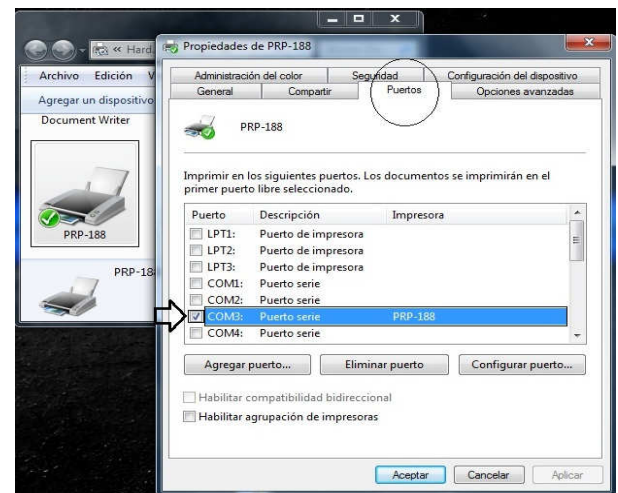 « Hard
Archivo Edición V
Agregar un dispositivo
Document Writer
PRP-188
PRP-18
Propiedades de PRP-188
Administración del color Seguridad Configuración del dispositivo
General Compartir Puertos Opciones avanzadas
PRP-188
Imprimir en los siguientes puertos. Los documentos se imprimirán en el
primer puerto libre seleccionado.
Puerto Descripción Impresora
LPT1: Puerto de impresora
LPT2: Puerto de impresora
LPT3: Puerto de impresora
COM1: Puerto serie
COM2: Puerto serie
COM3: Puerto serie PRP-188
COM4: Puerto serie
Agregar puerto... Eliminar puerto Configurar puerto...
Habilitar compatibilidad bidireccional
Habilitar agrupación de impresoras
Aceptar Cancelar Aplicar